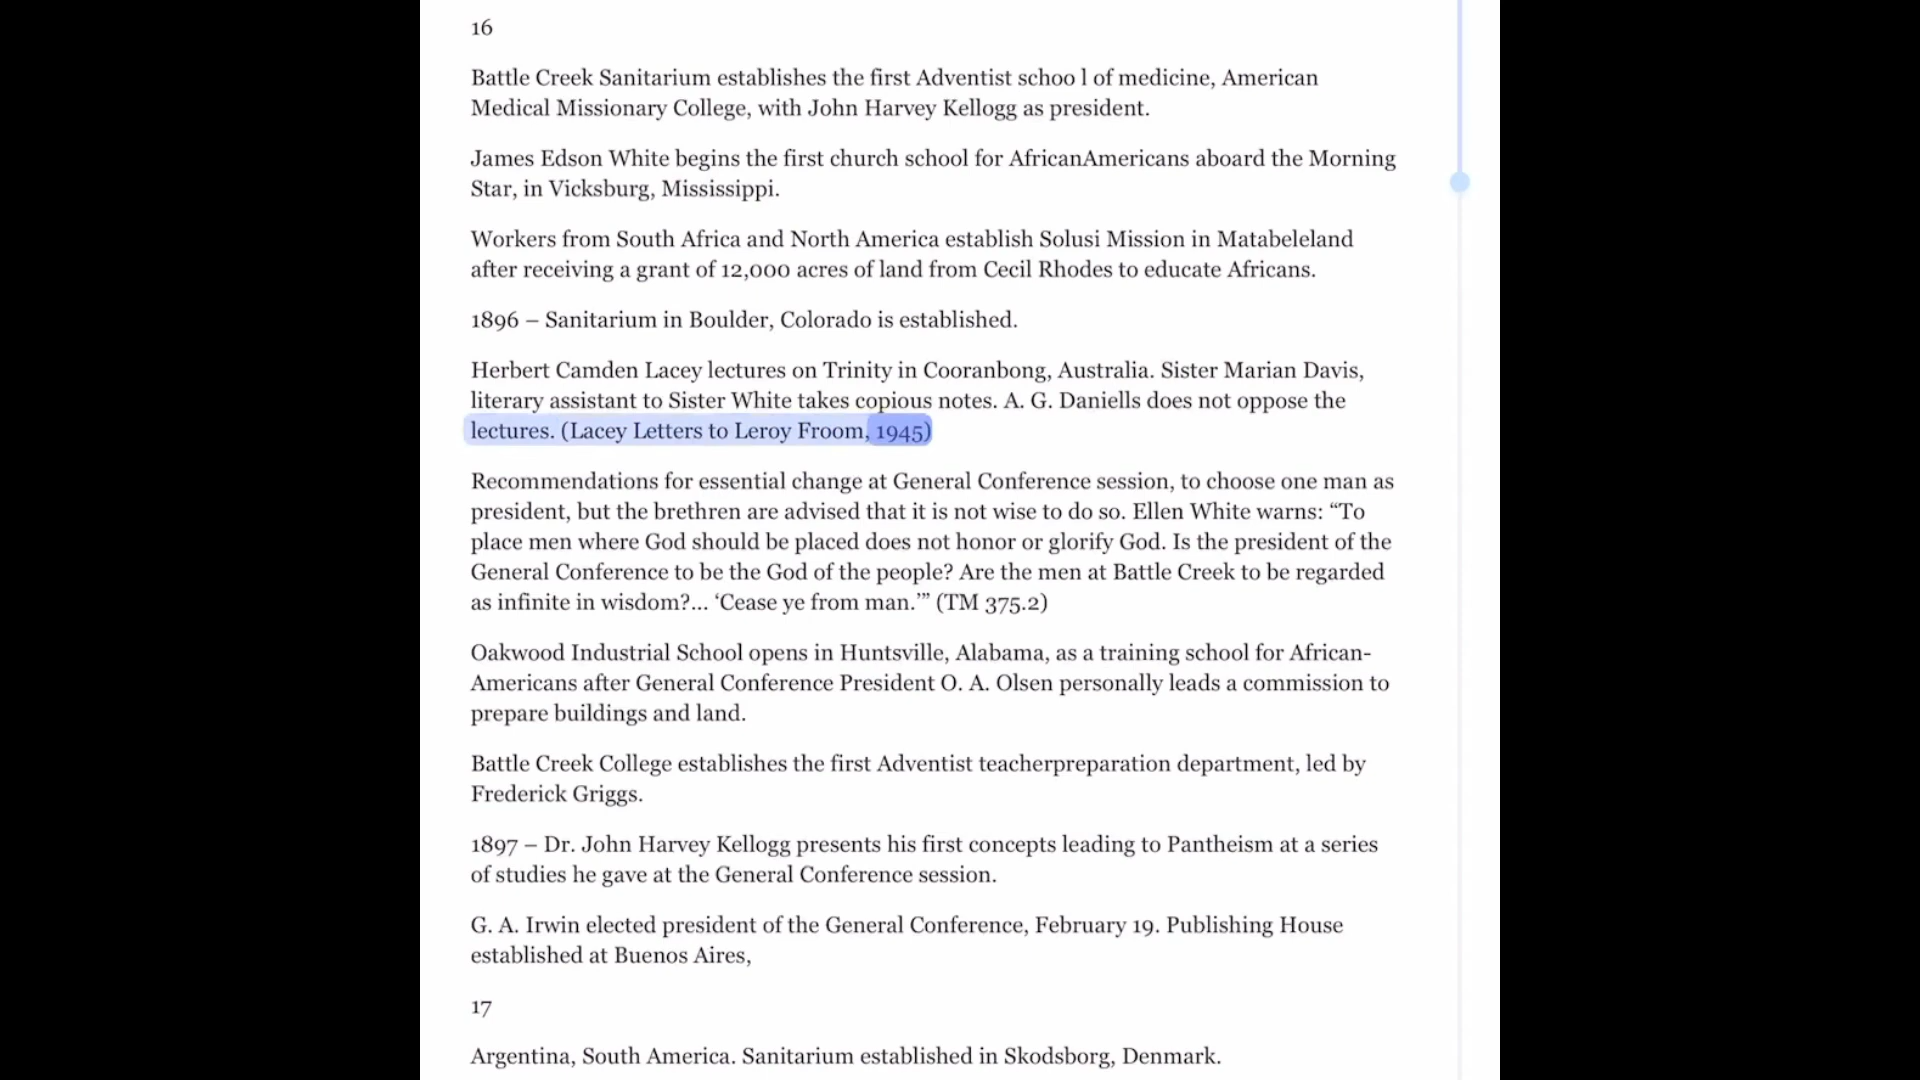 16
Battle Creek Sanitarium establishes the first Adventist schoo l of medicine, American
Medical Missionary College, with John Harvey Kellogg as president.
James Edson White begins the first church school for AfricanAmericans aboard the Morning
Star, in Vicksburg, Mississippi.
Workers from South Africa and North America establish Solusi Mission in Matabeleland
after receiving a grant of 12,000 acres of land from Cecil Rhodes to educate Africans.
1896 – Sanitarium in Boulder, Colorado is established.
Herbert Camden Lacey lectures on Trinity in Cooranbong, Australia. Sister Marian Davis,
literary assistant to Sister White takes copious notes. A. G. Daniells does not oppose the
lectures. (Lacey Letters to Leroy Froom, 1945)
Recommendations for essential change at General Conference session, to choose one man as
president, but the brethren are advised that it is not wise to do so. Ellen White warns: “To
place men where God should be placed does not honor or glorify God. Is the president of the
General Conference to be the God of the people? Are the men at Battle Creek to be regarded
as infinite in wisdom?... ‘Cease ye from man.’” (TM 375.2)
Oakwood Industrial School opens in Huntsville, Alabama, as a training school for African-
Americans after General Conference President O. A. Olsen personally leads a commission to
prepare buildings and land.
Battle Creek College establishes the first Adventist teacherpreparation department, led by
Frederick Griggs.
1897 – Dr. John Harvey Kellogg presents his first concepts leading to Pantheism at a series
of studies he gave at the General Conference session.
G. A. Irwin elected president of the General Conference, February 19. Publishing House
established at Buenos Aires,
17
Argentina, South America. Sanitarium established in Skodsborg, Denmark.